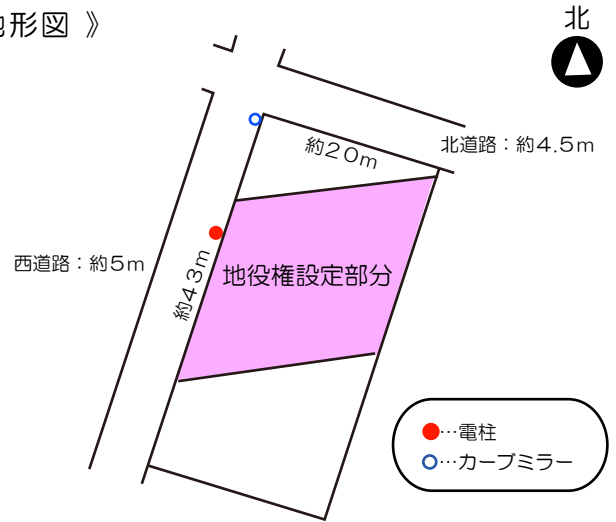 形図 》
北
約20m
北道路：約4.5m
西道路：約5m
約43m
地役権設定部分
…電柱
…カーブミラー